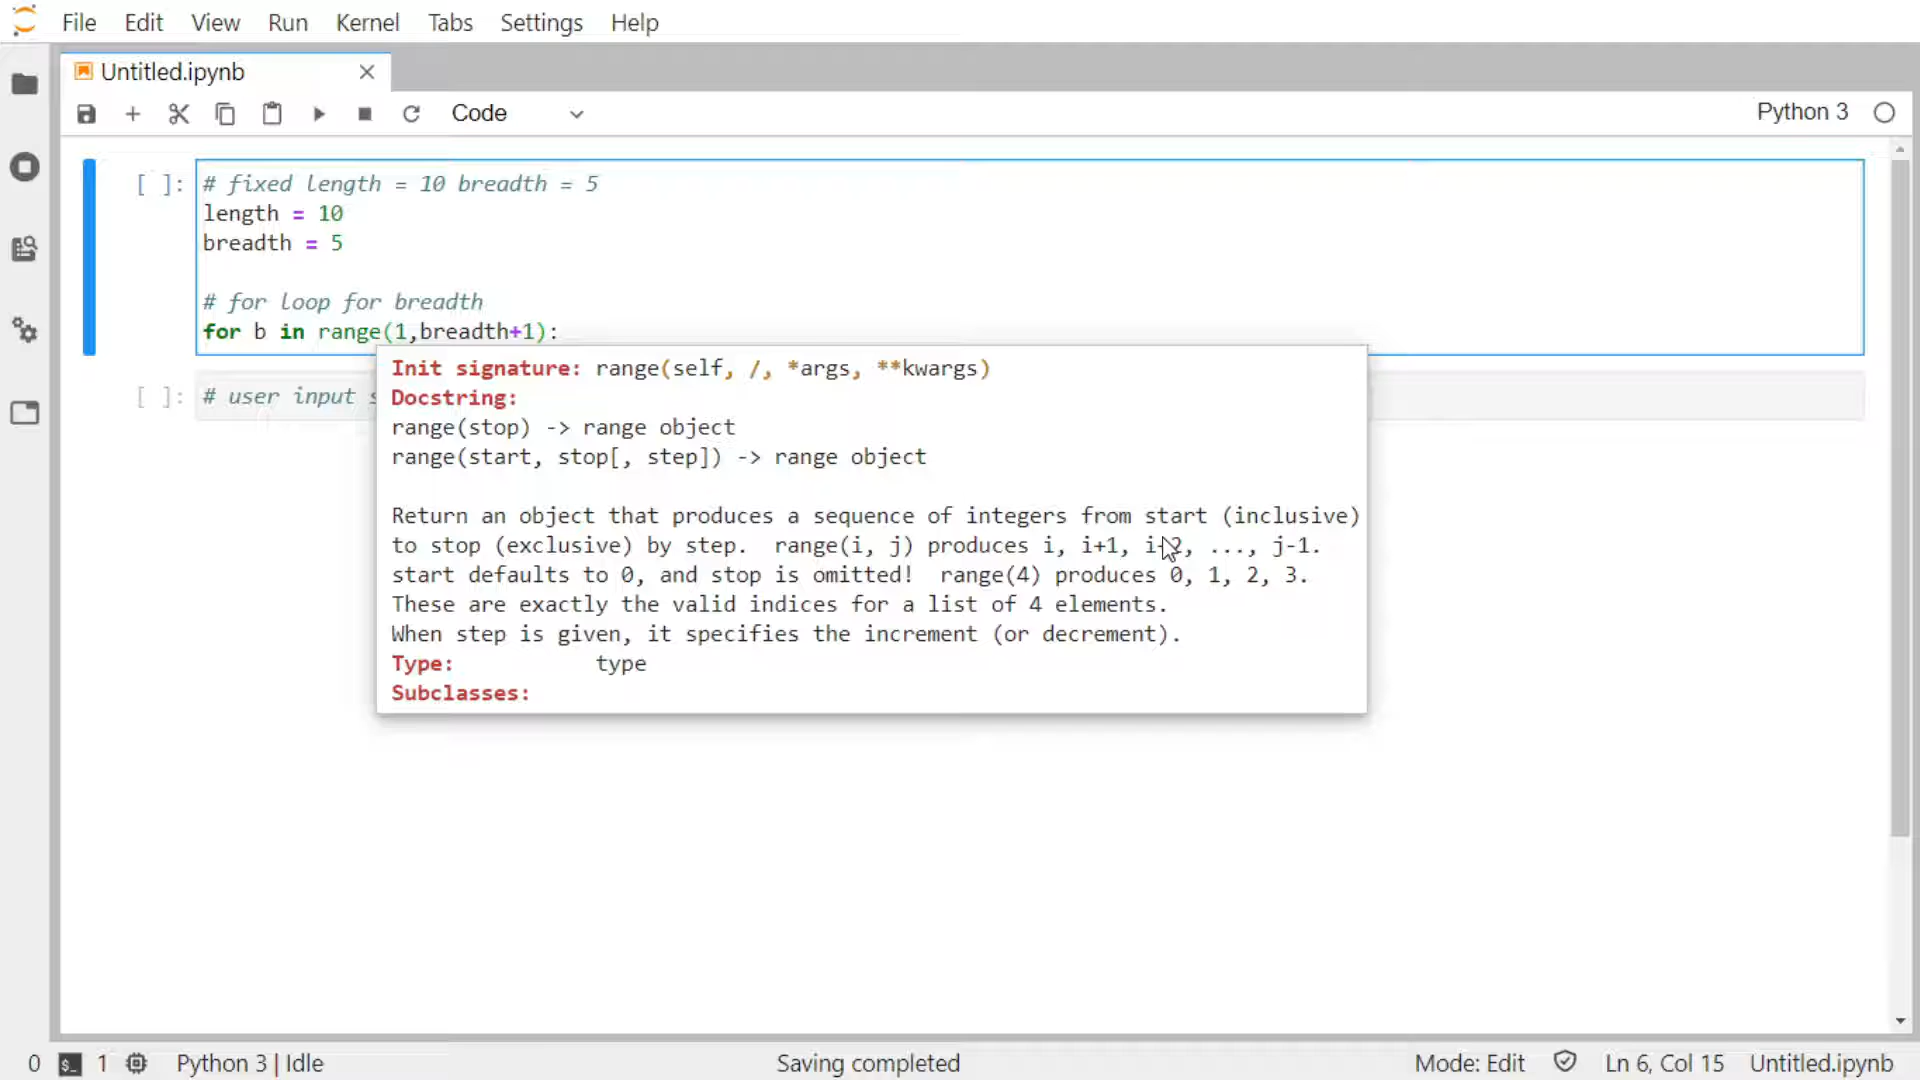 File Edit View Run Kernel Tabs Settings Help
Untitled.ipynb
Code
Python 3
[ ]: # fixed length = 10 breadth = 5
length = 10
breadth = 5
# for loop for breadth
for b in range(1,breadth+1):
[ ]: # user input
Init signature: range(self, /, *args, **kwargs)
Docstring:
range(stop) -> range object
range(start, stop[, step]) -> range object
Return an object that produces a sequence of integers from start (inclusive)
to stop (exclusive) by step.  range(i, j) produces i, i+1, i+2, ..., j-1.
start defaults to 0, and stop is omitted!  range(4) produces 0, 1, 2, 3.
These are exactly the valid indices for a list of 4 elements.
When step is given, it specifies the increment (or decrement).
Type: type
Subclasses:
0 $_ 1 Python 3 | Idle Saving completed Mode: Edit Ln 6, Col 15 Untitled.ipynb